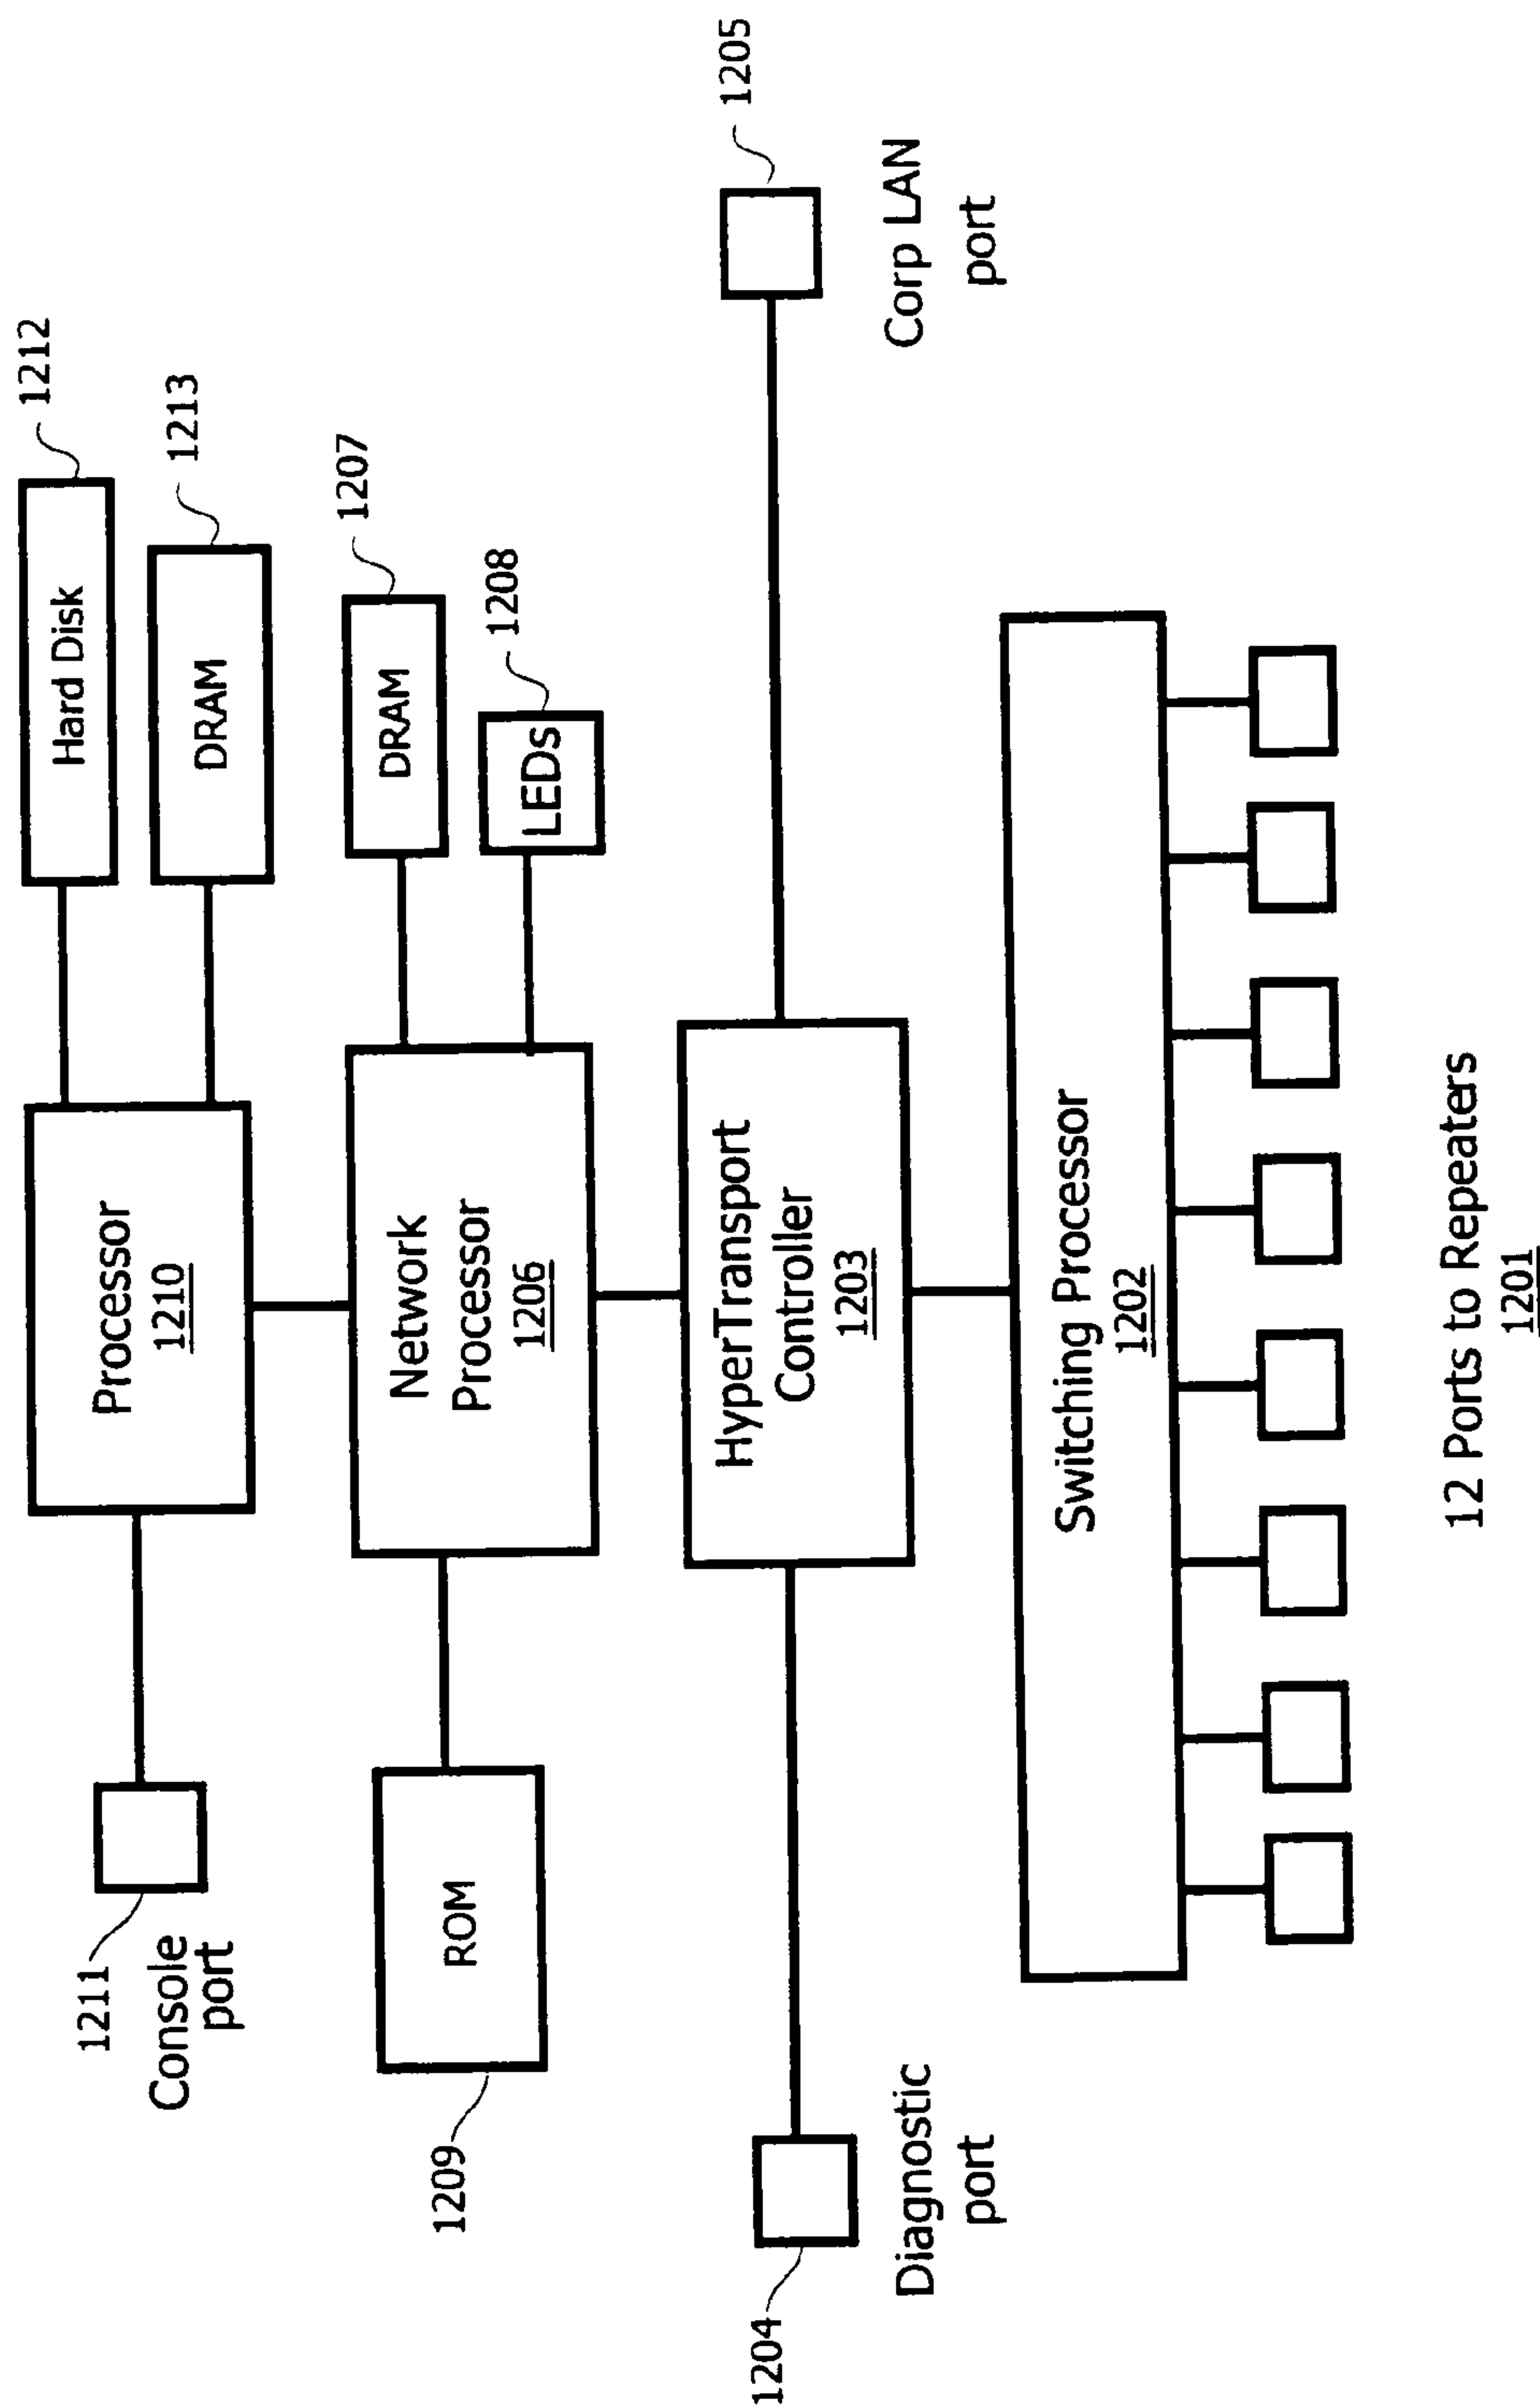 1212
Hard Disk
1213
DRAM
Processor
1210
1211
Console
port
1207
DRAM
1208
LEDs
Network
Processor
1206
ROM
1209
1205
Corp LAN
port
HyperTransport
Controller
1203
1204
Diagnostic
port
Switching Processor
1202
12 Ports to Repeaters
1201